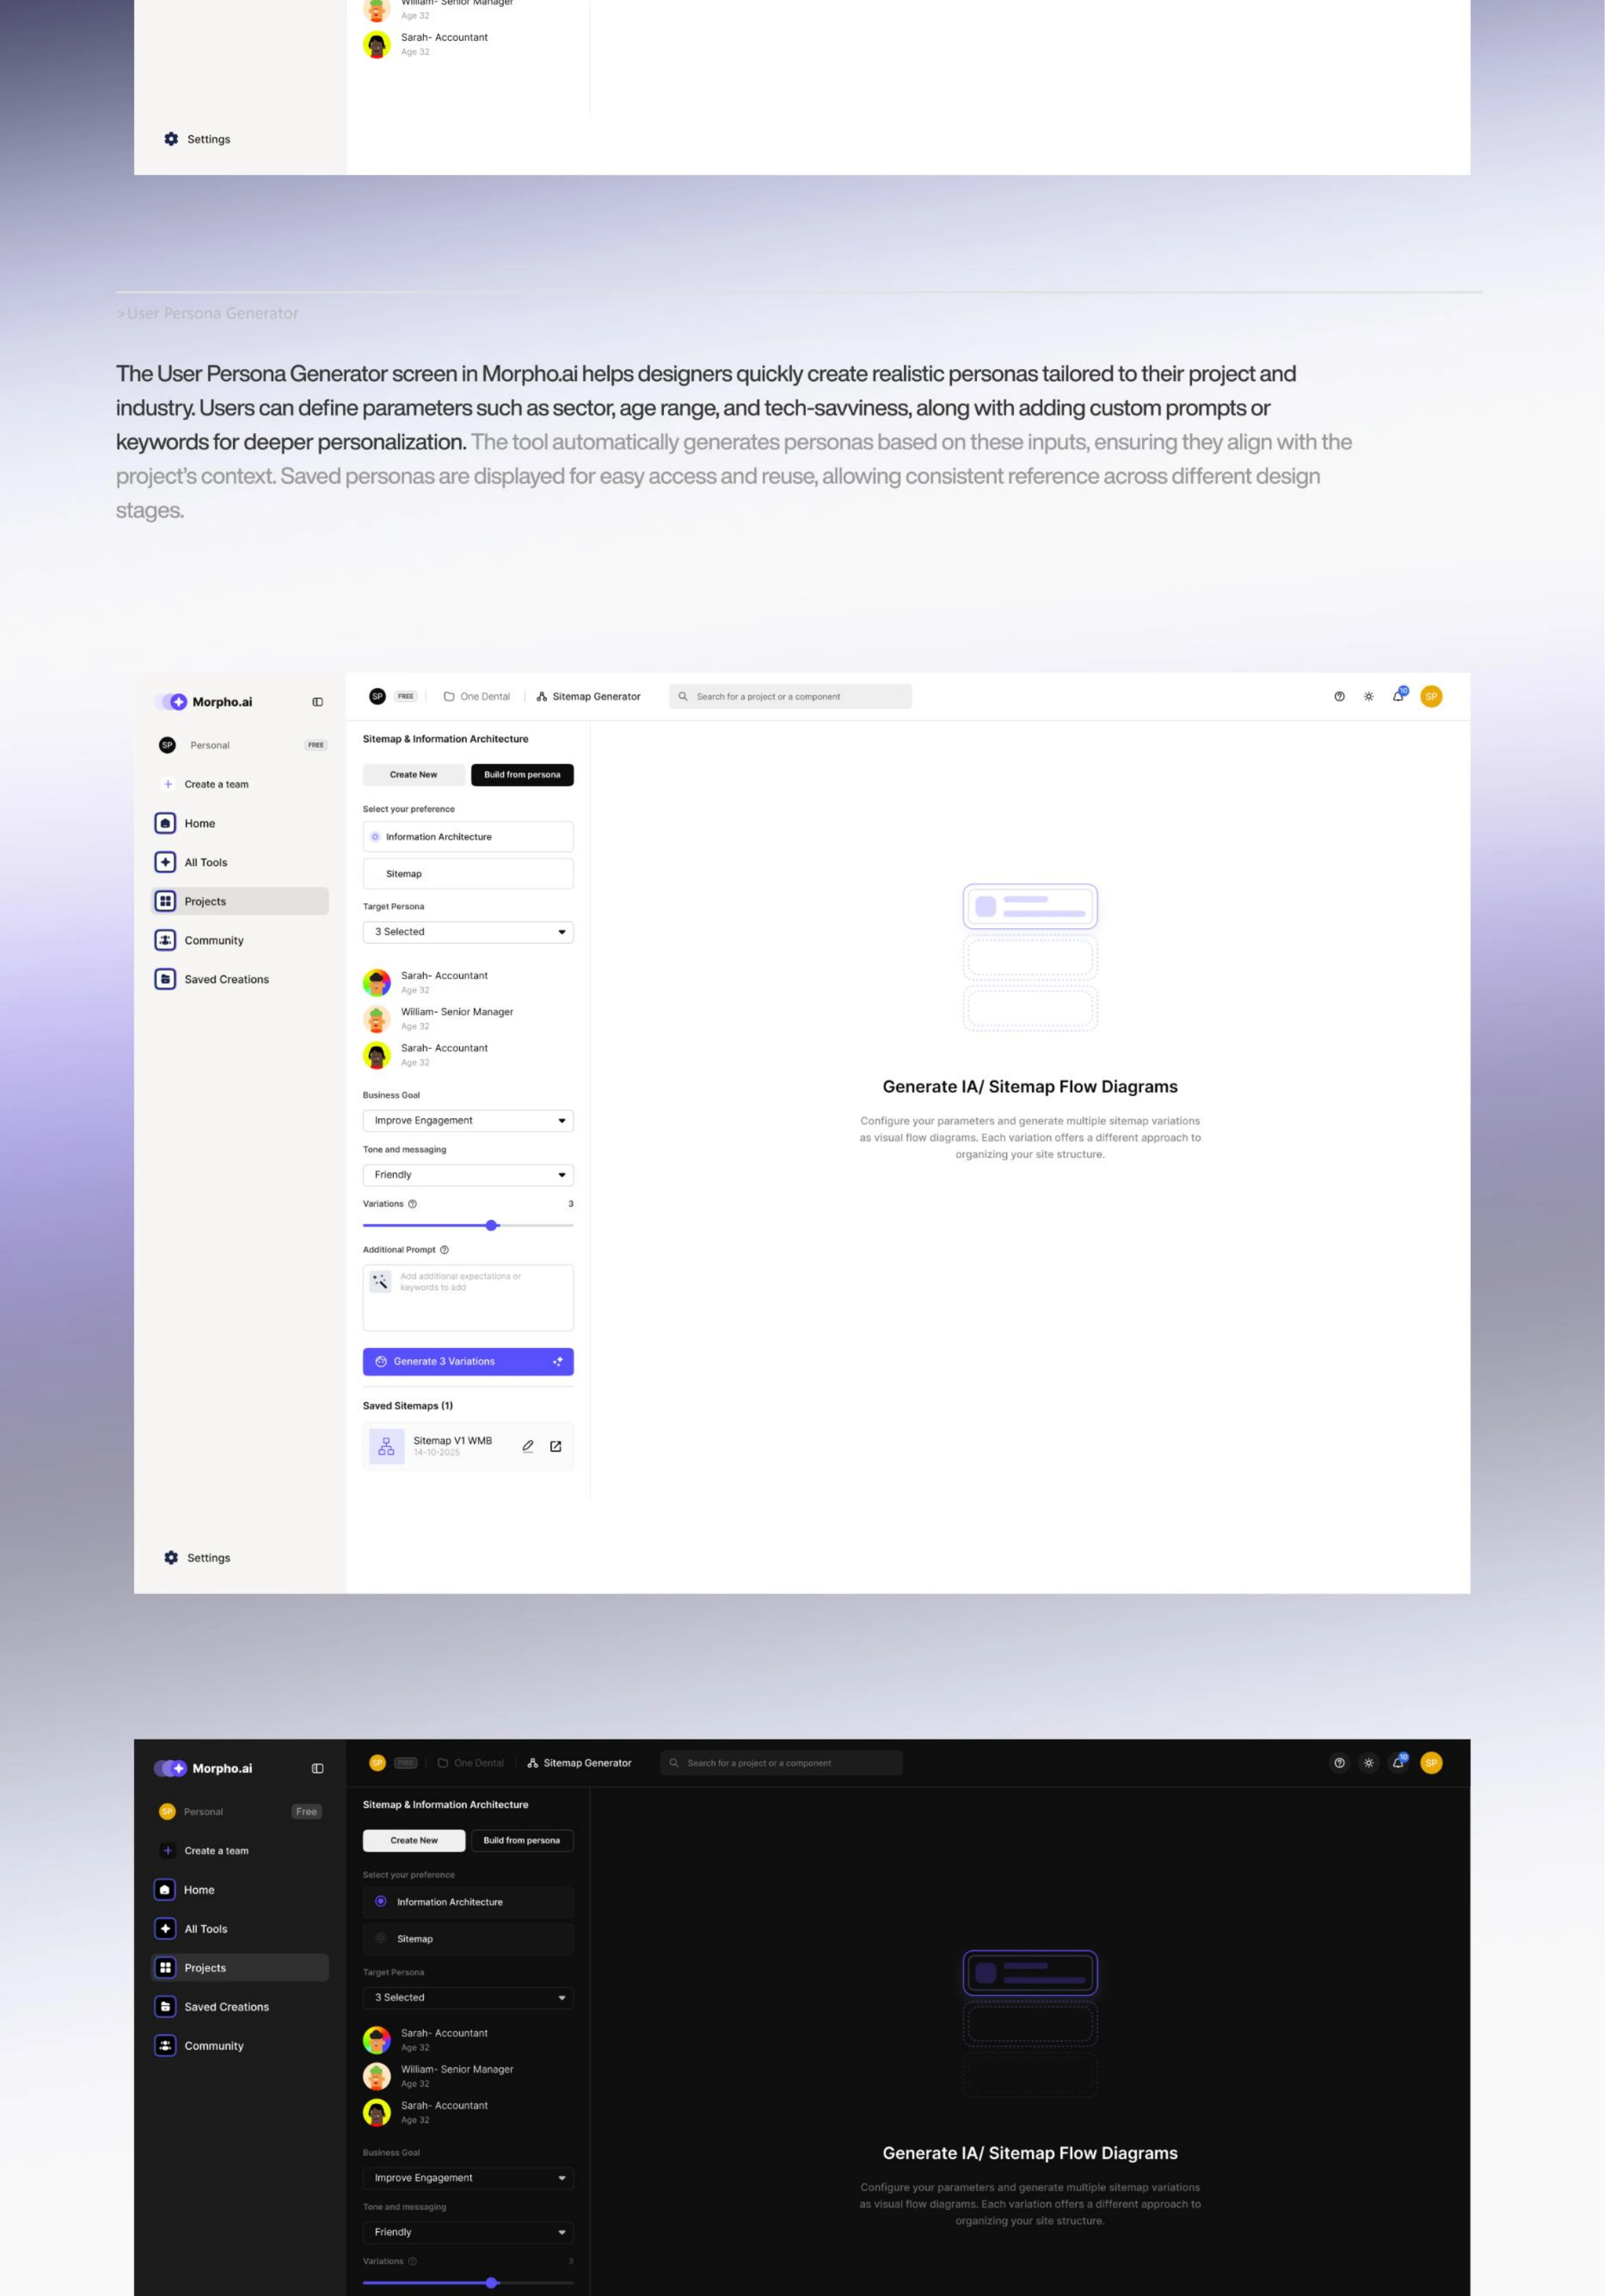 William- Senior Manager
Age 32
Sarah- Accountant
Age 32
Settings
>User Persona Generator
The User Persona Generator screen in Morpho.ai helps designers quickly create realistic personas tailored to their project and
industry. Users can define parameters such as sector, age range, and tech-savviness, along with adding custom prompts or
keywords for deeper personalization. The tool automatically generates personas based on these inputs, ensuring they align with the
project's context. Saved personas are displayed for easy access and reuse, allowing consistent reference across different design
stages.
Morpho.ai
SP Personal FREE
Create a team
Home
All Tools
Projects
Community
Saved Creations
Settings
SP FREE One Dental Sitemap Generator Search for a project or a component 10 SP
Sitemap & Information Architecture
Create New Build from persona
Select your preference
Information Architecture
Sitemap
Target Persona
3 Selected
Sarah- Accountant
Age 32
William- Senior Manager
Age 32
Sarah- Accountant
Age 32
Business Goal
Improve Engagement
Tone and messaging
Friendly
Variations 3
Additional Prompt
Add additional expectations or
keywords to add
Generate 3 Variations
Saved Sitemaps (1)
Sitemap V1 WMB
14-10-2025
Generate IA/ Sitemap Flow Diagrams
Configure your parameters and generate multiple sitemap variations
as visual flow diagrams. Each variation offers a different approach to
organizing your site structure.
Morpho.ai
SP Personal Free
Create a team
Home
All Tools
Projects
Saved Creations
Community
SP FREE One Dental Sitemap Generator Search for a project or a component 10 SP
Sitemap & Information Architecture
Create New Build from persona
Select your preference
Information Architecture
Sitemap
Target Persona
3 Selected
Sarah- Accountant
Age 32
William- Senior Manager
Age 32
Sarah- Accountant
Age 32
Business Goal
Improve Engagement
Tone and messaging
Friendly
Variations 3
Generate IA/ Sitemap Flow Diagrams
Configure your parameters and generate multiple sitemap variations
as visual flow diagrams. Each variation offers a different approach to
organizing your site structure.